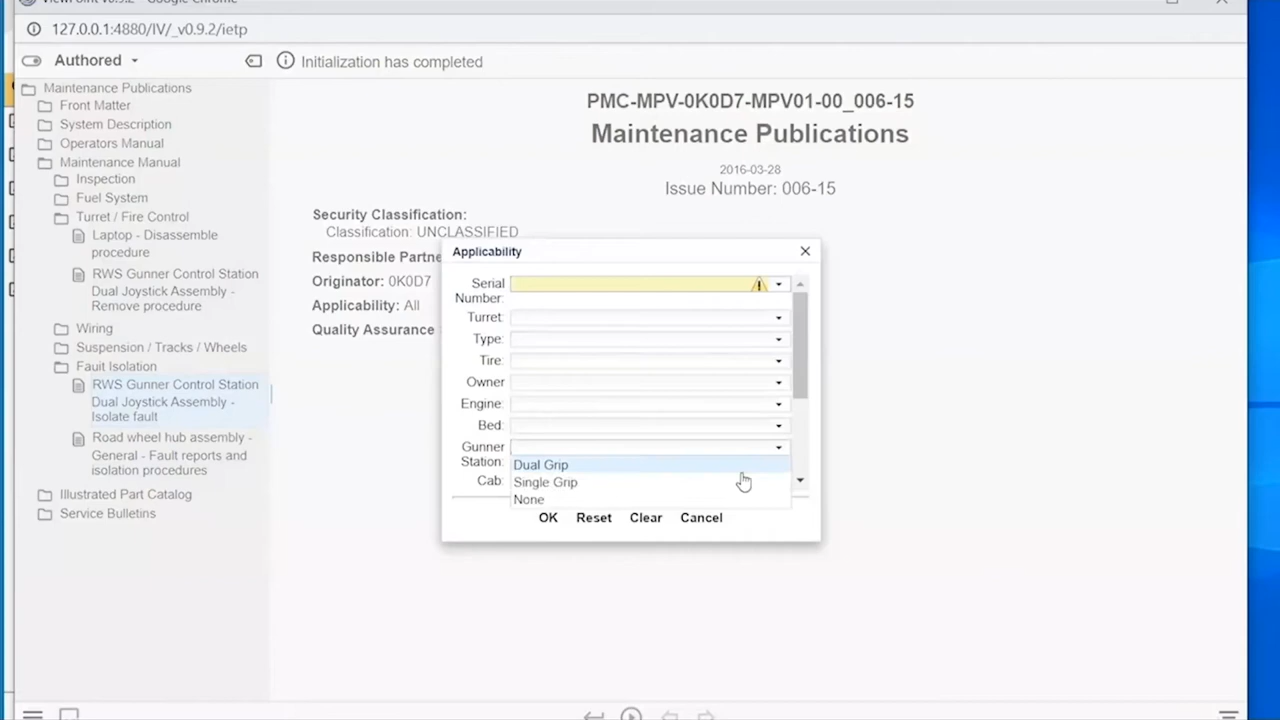 ViewPoint v0.9.2 - Google Chrome
127.0.0.1:4880/IV/_v0.9.2/ietp
Authored
Initialization has completed
Maintenance Publications
Front Matter
System Description
Operators Manual
Maintenance Manual
Inspection
Fuel System
Turret / Fire Control
Laptop - Disassemble
procedure
RWS Gunner Control Station
Dual Joystick Assembly -
Remove procedure
Wiring
Suspension / Tracks / Wheels
Fault Isolation
RWS Gunner Control Station
Dual Joystick Assembly -
Isolate fault
Road wheel hub assembly -
General - Fault reports and
isolation procedures
Illustrated Part Catalog
Service Bulletins
PMC-MPV-0K0D7-MPV01-00_006-15
Maintenance Publications
2016-03-28
Issue Number: 006-15
Security Classification:
Classification: UNCLASSIFIED
Responsible Partne
Originator: 0K0D7
Applicability: All
Quality Assurance
Applicability
Serial
Number:
Turret:
Type:
Tire:
Owner
Engine:
Bed:
Gunner
Station:
Dual Grip
Single Grip
None
Cab:
OK Reset Clear Cancel